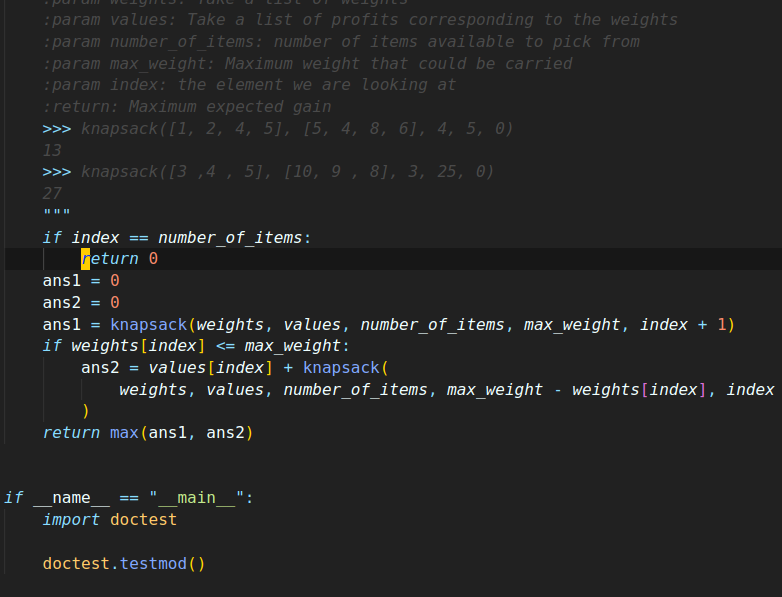 :param weights: Take a list of weights
:param values: Take a list of profits corresponding to the weights
:param number_of_items: number of items available to pick from
:param max_weight: Maximum weight that could be carried
:param index: the element we are looking at
:return: Maximum expected gain
>>> knapsack([1, 2, 4, 5], [5, 4, 8, 6], 4, 5, 0)
13
>>> knapsack([3 ,4 , 5], [10, 9 , 8], 3, 25, 0)
27
"""
if index == number_of_items:
return 0
ans1 = 0
ans2 = 0
ans1 = knapsack(weights, values, number_of_items, max_weight, index + 1)
if weights[index] <= max_weight:
ans2 = values[index] + knapsack(
weights, values, number_of_items, max_weight - weights[index], index
)
return max(ans1, ans2)
if __name__ == "__main__":
import doctest
doctest.testmod()